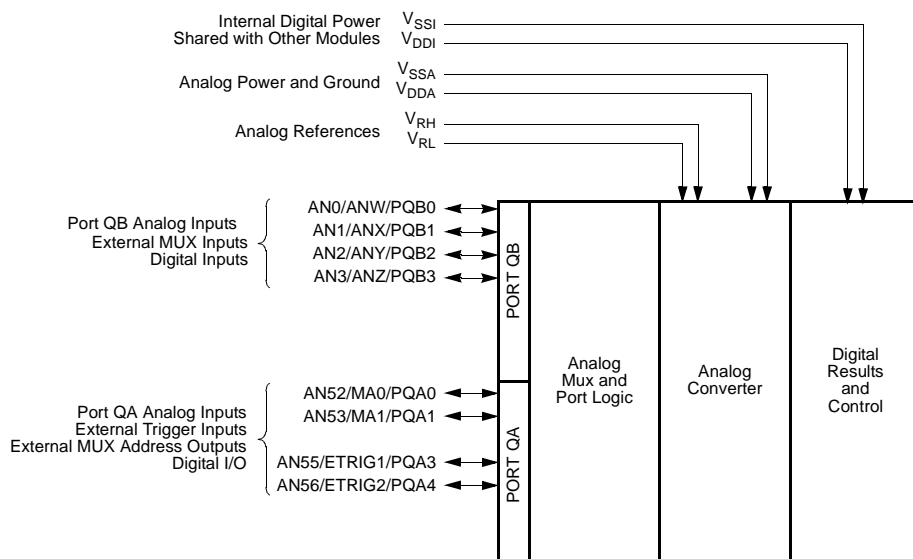 Internal Digital Power
Shared with Other Modules
VSSI
VDDI
Analog Power and Ground
VSSA
VDDA
Analog References
VRH
VRL
Port QB Analog Inputs
External MUX Inputs
Digital Inputs
AN0/ANW/PQB0
AN1/ANX/PQB1
AN2/ANY/PQB2
AN3/ANZ/PQB3
PORT QB
Port QA Analog Inputs
External Trigger Inputs
External MUX Address Outputs
Digital I/O
AN52/MA0/PQA0
AN53/MA1/PQA1
AN55/ETRIG1/PQA3
AN56/ETRIG2/PQA4
PORT QA
Analog
Mux and
Port Logic
Analog
Converter
Digital
Results
and
Control